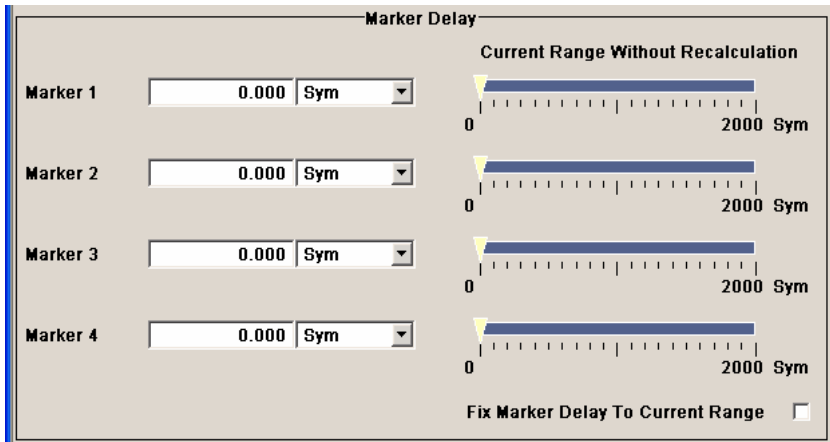 Marker Delay
Current Range Without Recalculation
Marker 1 0.000 Sym
0 2000 Sym
Marker 2 0.000 Sym
0 2000 Sym
Marker 3 0.000 Sym
0 2000 Sym
Marker 4 0.000 Sym
0 2000 Sym
Fix Marker Delay To Current Range